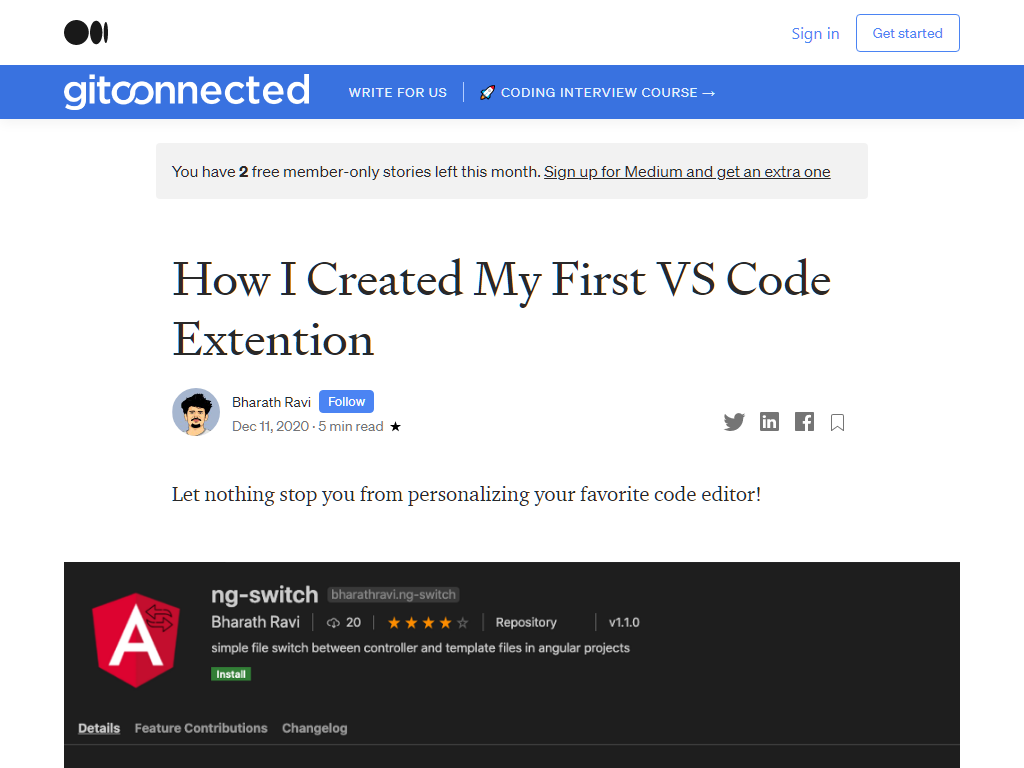 Sign in
Get started
gitconnected
WRITE FOR US
CODING INTERVIEW COURSE →
You have 2 free member-only stories left this month. Sign up for Medium and get an extra one
How I Created My First VS Code
Extention
Bharath Ravi Follow
Dec 11, 2020 · 5 min read ★
Let nothing stop you from personalizing your favorite code editor!
ng-switch bharathravi.ng-switch
Bharath Ravi 20 ★★★★☆ Repository v1.1.0
simple file switch between controller and template files in angular projects
Install
Details Feature Contributions Changelog